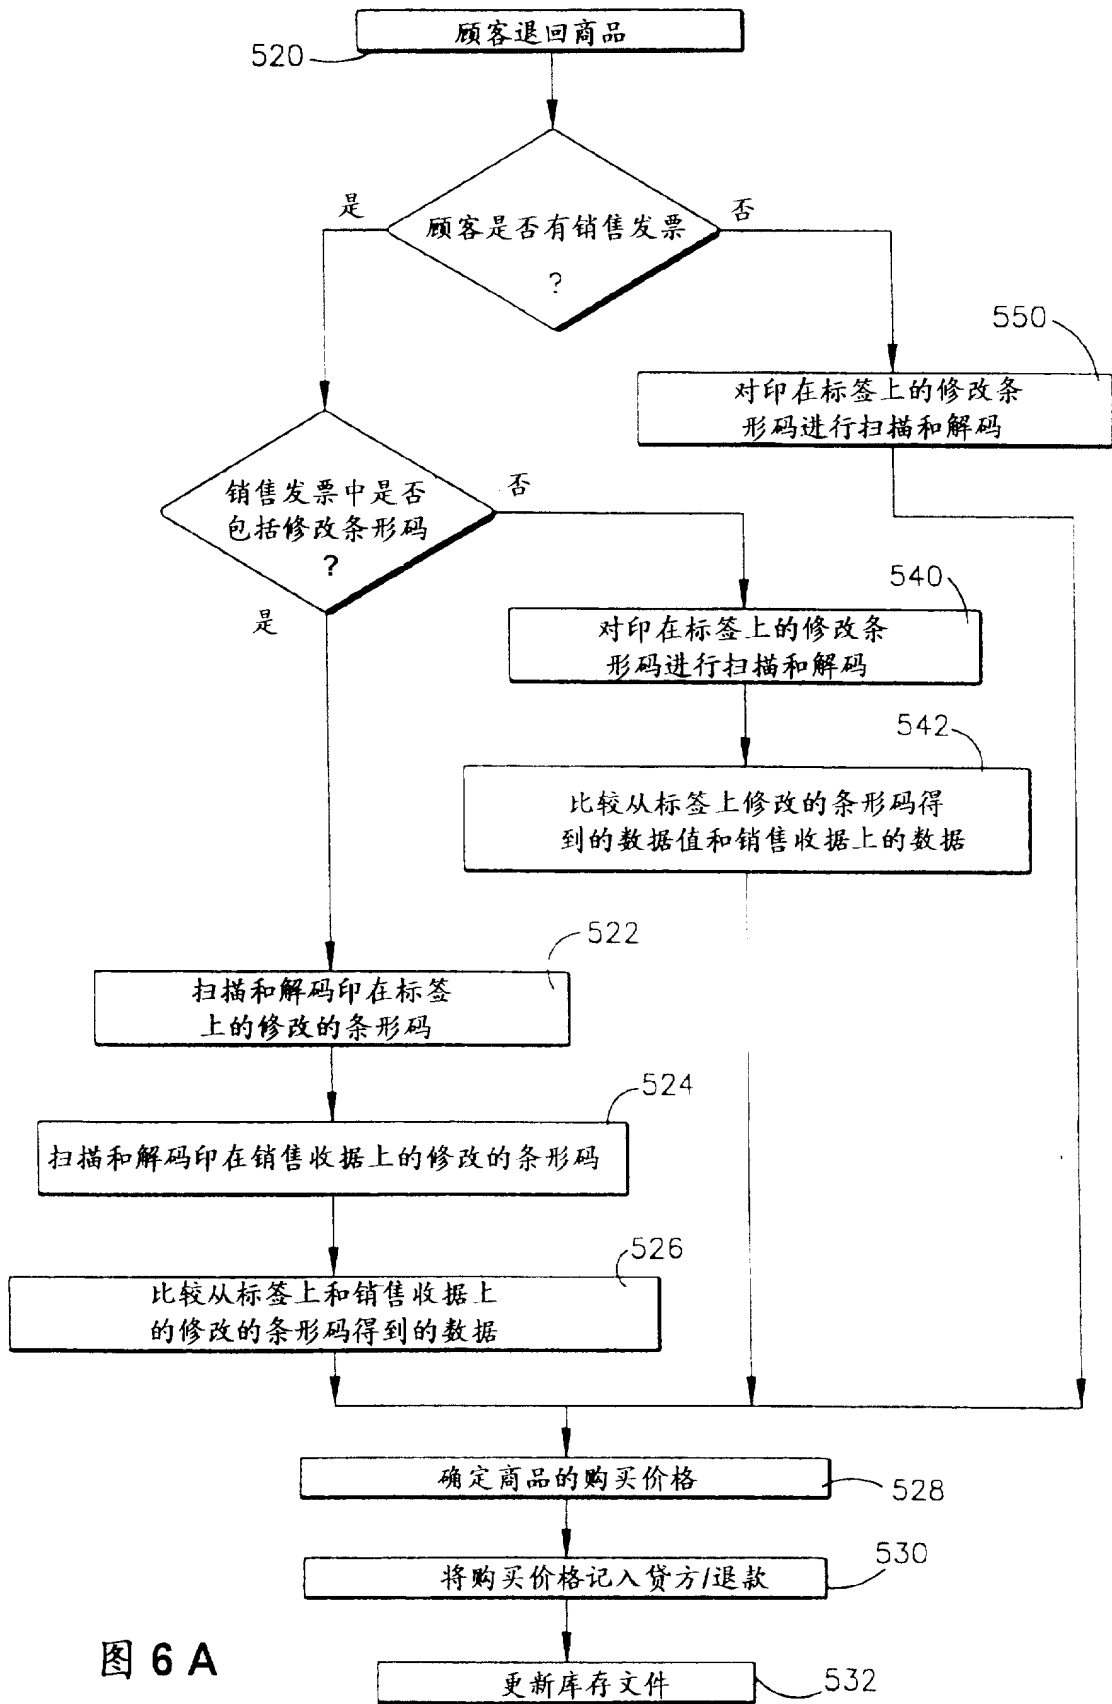 顾客退回商品
520
顾客是否有销售发票
?
是
否
550
对印在标签上的修改条
形码进行扫描和解码
销售发票中是否
包括修改条形码
?
否
是
540
对印在标签上的修改条
形码进行扫描和解码
542
比较从标签上修改的条形码得
到的数据值和销售收据上的数据
522
扫描和解码印在标签
上的修改的条形码
524
扫描和解码印在销售收据上的修改的条形码
526
比较从标签上和销售收据上
的修改的条形码得到的数据
确定商品的购买价格
528
将购买价格记入贷方/退款
530
更新库存文件
532
图 6 A